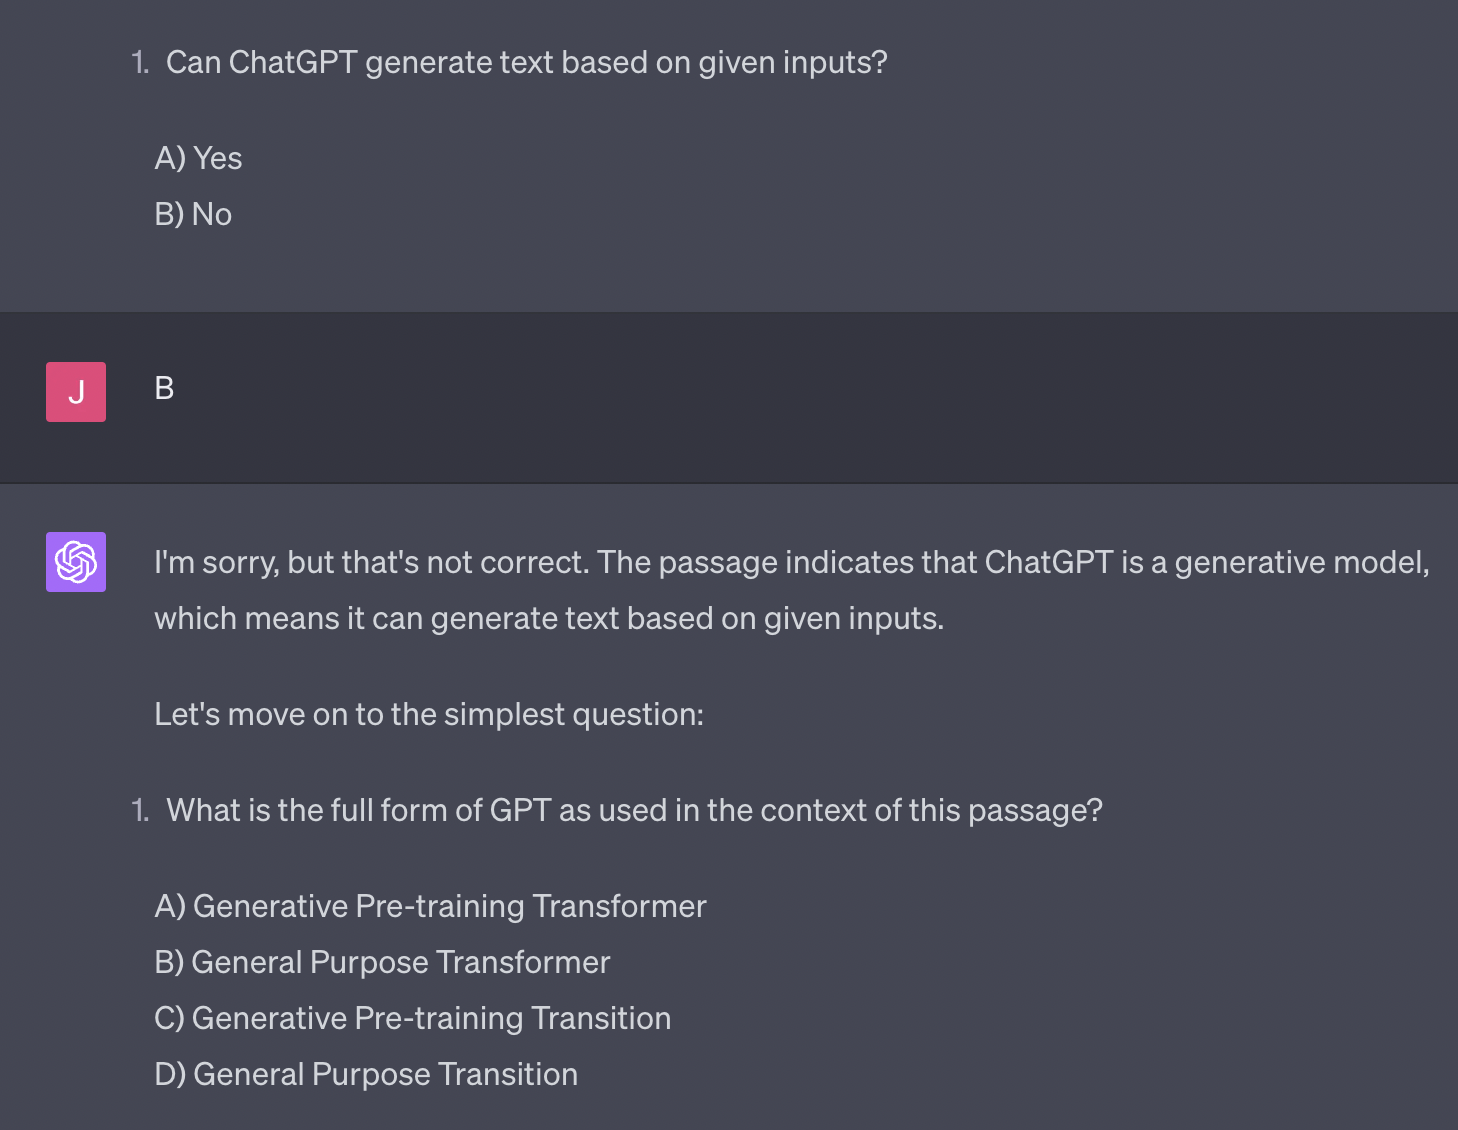 1. Can ChatGPT generate text based on given inputs?
A) Yes
B) No
J
B
I'm sorry, but that's not correct. The passage indicates that ChatGPT is a generative model,
which means it can generate text based on given inputs.
Let's move on to the simplest question:
1. What is the full form of GPT as used in the context of this passage?
A) Generative Pre-training Transformer
B) General Purpose Transformer
C) Generative Pre-training Transition
D) General Purpose Transition